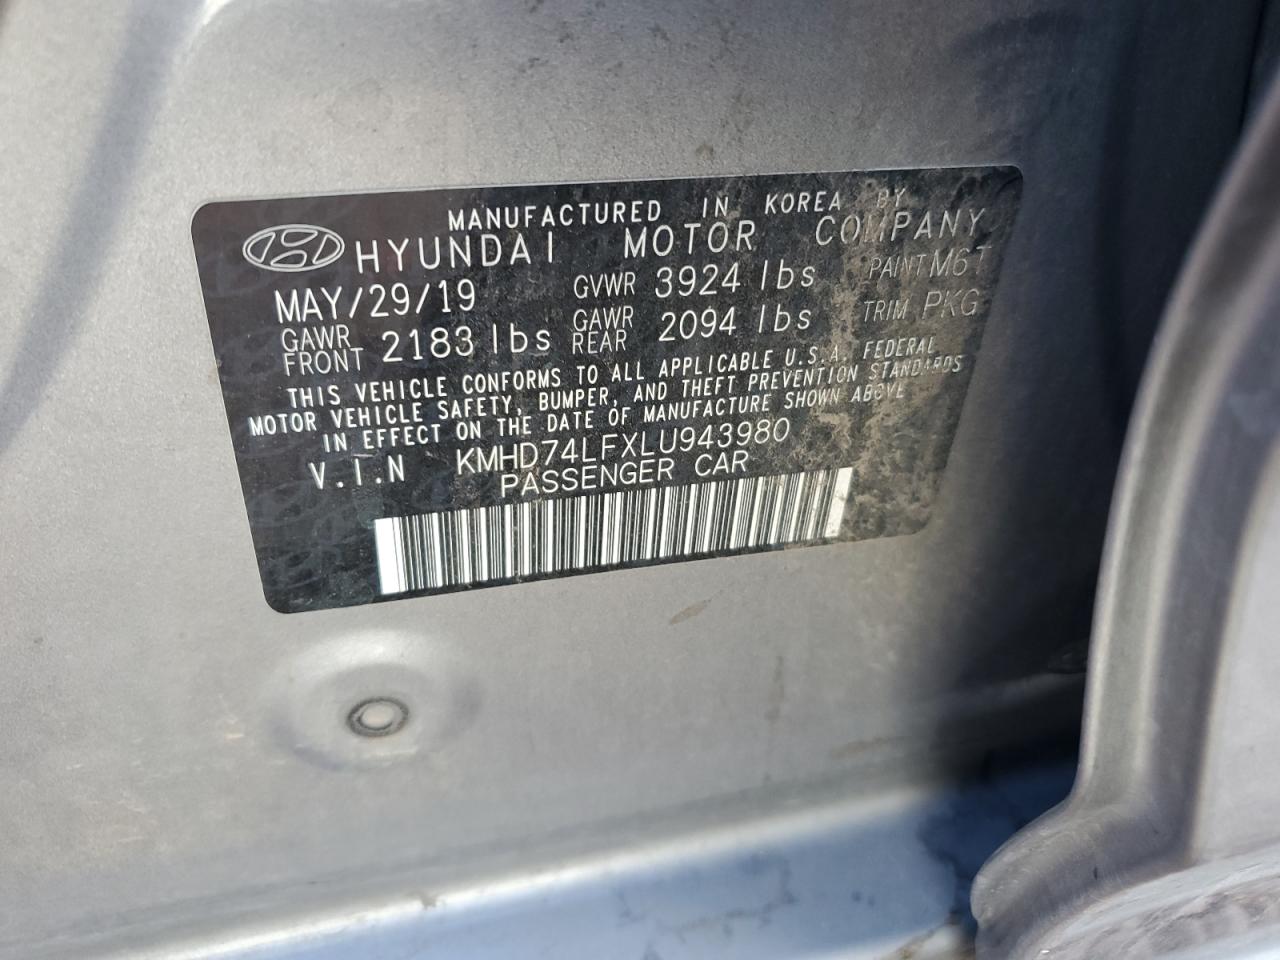 MANUFACTURED IN KOREA BY
HYUNDAI MOTOR COMPANY
MAY/29/19 GVWR 3924 lbs PAINT M6T
GAWR FRONT 2183 lbs GAWR REAR 2094 lbs TRIM PKG
THIS VEHICLE CONFORMS TO ALL APPLICABLE U.S.A. FEDERAL
MOTOR VEHICLE SAFETY, BUMPER, AND THEFT PREVENTION STANDARDS
IN EFFECT ON THE DATE OF MANUFACTURE SHOWN ABOVE
V.I.N KMHD74LFXLU943980
PASSENGER CAR